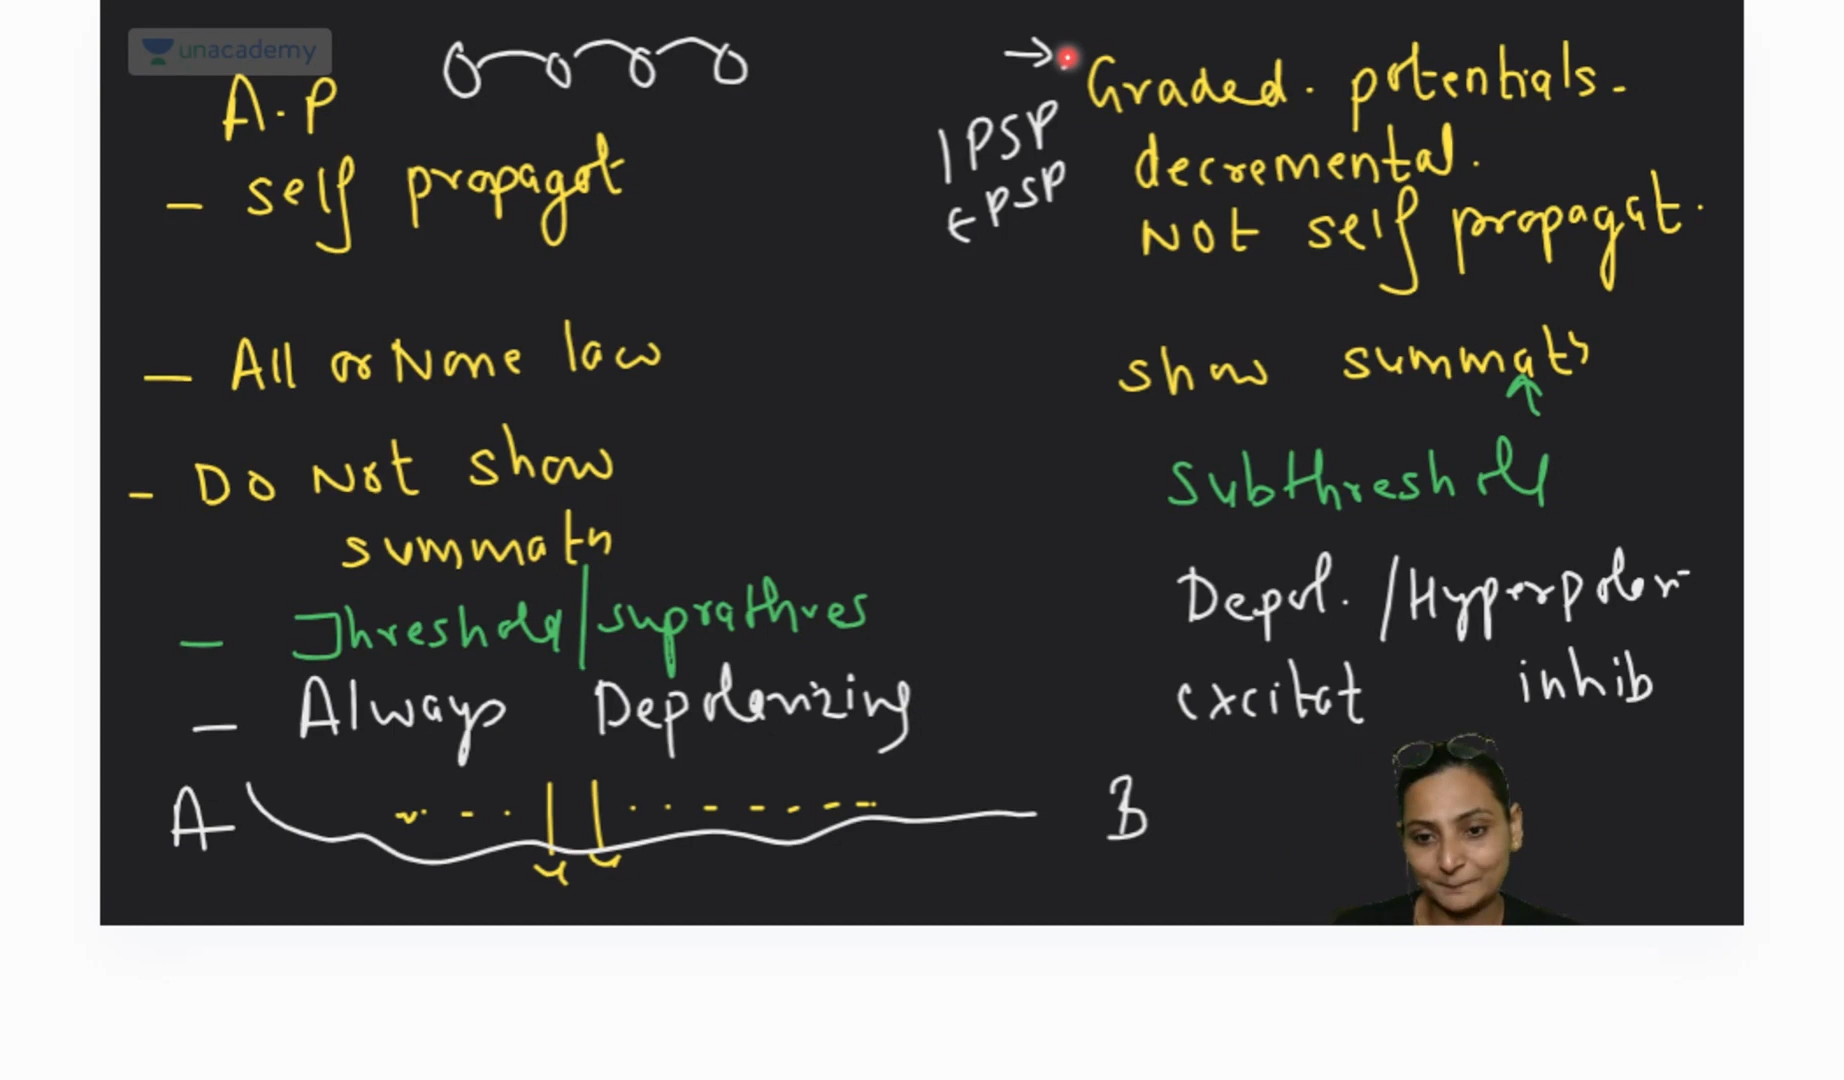 unacademy
A.P
- self propagat
- All or None law
- Do Not show
summatn
- Threshold/suprathres
- Always Depolarizing
A
B
→ Graded. potentials-
IPSP
EPSP
decremental.
NOt self propagat.
show summatn
↑
Subthreshold
Depol. /Hyperpolar-
excitat inhib